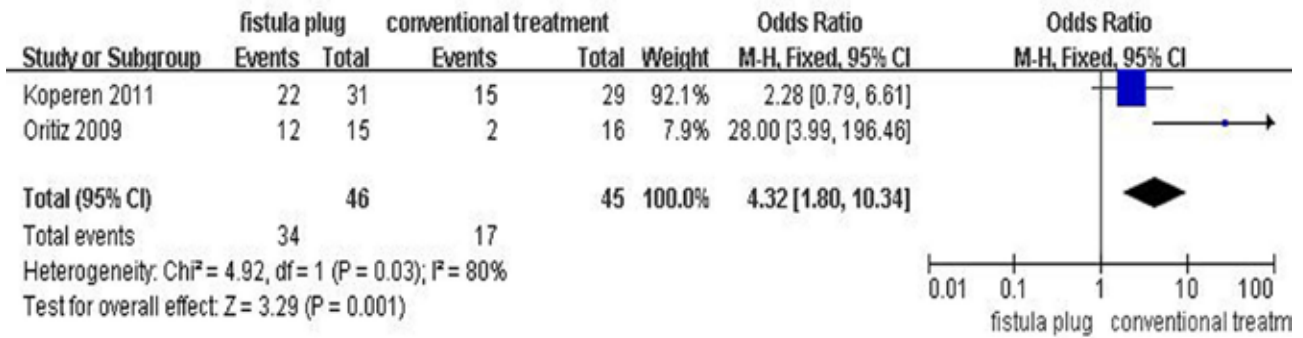 fistula plug conventional treatment Odds Ratio Odds Ratio
Study or Subgroup Events Total Events Total Weight M-H, Fixed, 95% CI M-H, Fixed, 95% CI
Koperen 2011 22 31 15 29 92.1% 2.28 [0.79, 6.61]
Oritiz 2009 12 15 2 16 7.9% 28.00 [3.99, 196.46]
Total (95% CI) 46 45 100.0% 4.32 [1.80, 10.34]
Total events 34 17
Heterogeneity: Chi² = 4.92, df = 1 (P = 0.03); I² = 80%
Test for overall effect: Z = 3.29 (P = 0.001)
0.01 0.1 1 10 100
fistula plug conventional treatm